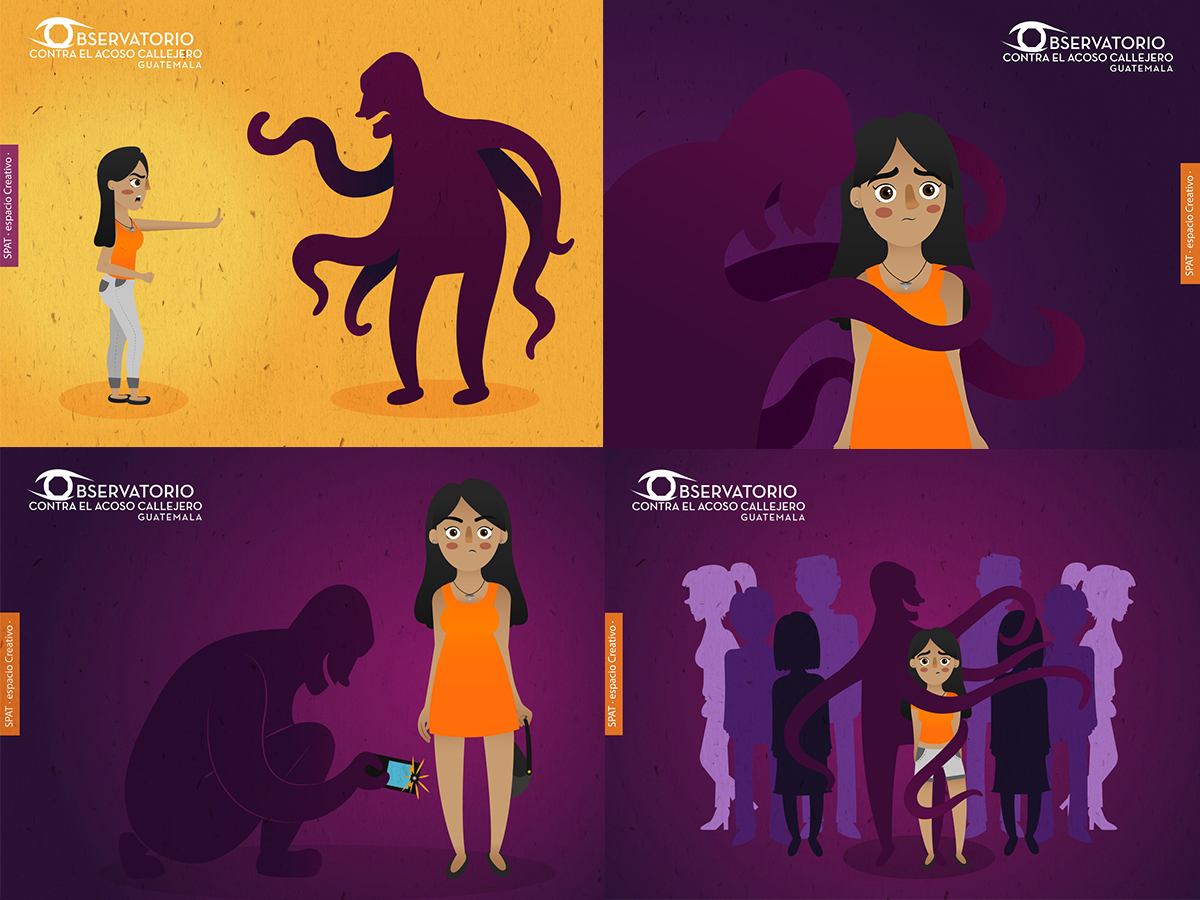 OBSERVATORIO
CONTRA EL ACOSO CALLEJERO
GUATEMALA
SPAT · espacio Creativo ·
OBSERVATORIO
CONTRA EL ACOSO CALLEJERO
GUATEMALA
SPAT · espacio Creativo ·
OBSERVATORIO
CONTRA EL ACOSO CALLEJERO
GUATEMALA
SPAT · espacio Creativo ·
OBSERVATORIO
CONTRA EL ACOSO CALLEJERO
GUATEMALA
SPAT · espacio Creativo ·